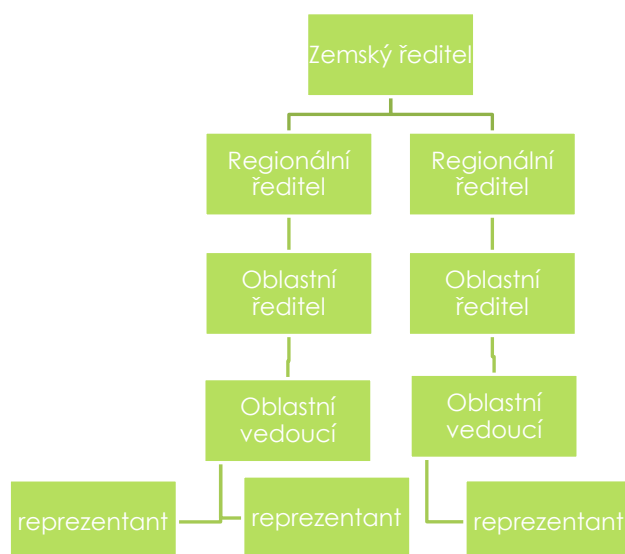 Zemský ředitel
Regionální
ředitel
Regionální
ředitel
Oblastní
ředitel
Oblastní
ředitel
Oblastní
vedoucí
Oblastní
vedoucí
reprezentant
reprezentant
reprezentant